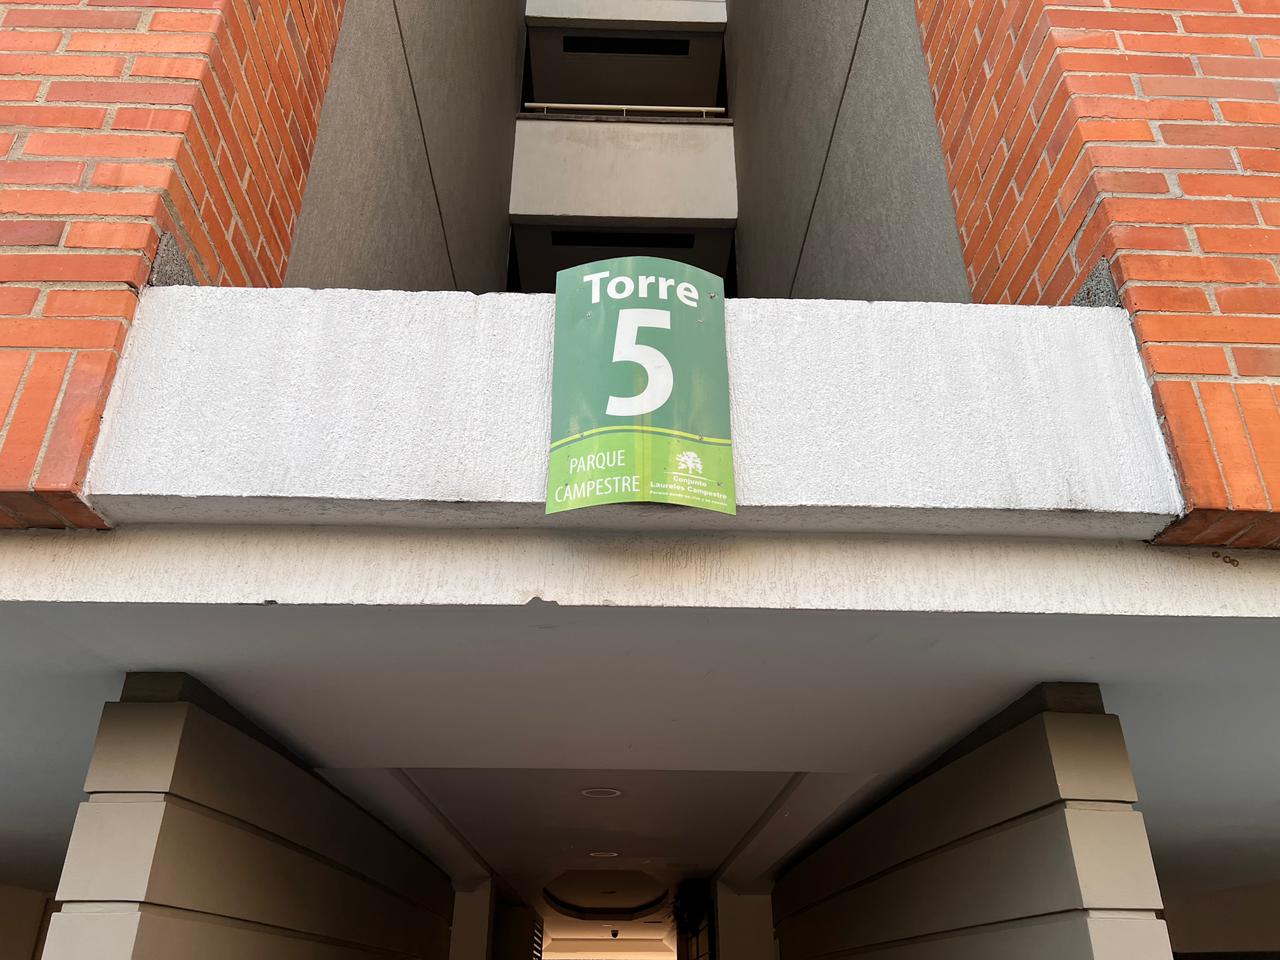 Torre
5
PARQUE
CAMPESTRE
Conjunto
Laureles Campestre